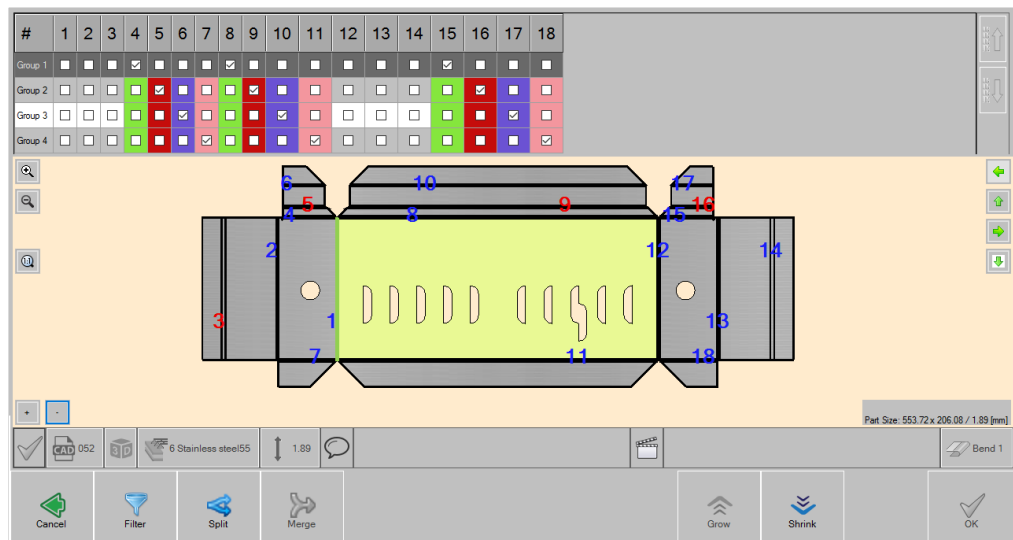 # 1 2 3 4 5 6 7 8 9 10 11 12 13 14 15 16 17 18
Group 1
Group 2
Group 3
Group 4
6 10 17
5 9 16
4 8 15
2 12 14
3 1 13
7 11 18
1:1
+ -
Part Size: 553.72 x 206.08 / 1.89 [mm]
CAD 052 3D 6 Stainless steel55 1.89 Bend 1
Cancel Filter Split Merge Grow Shrink OK